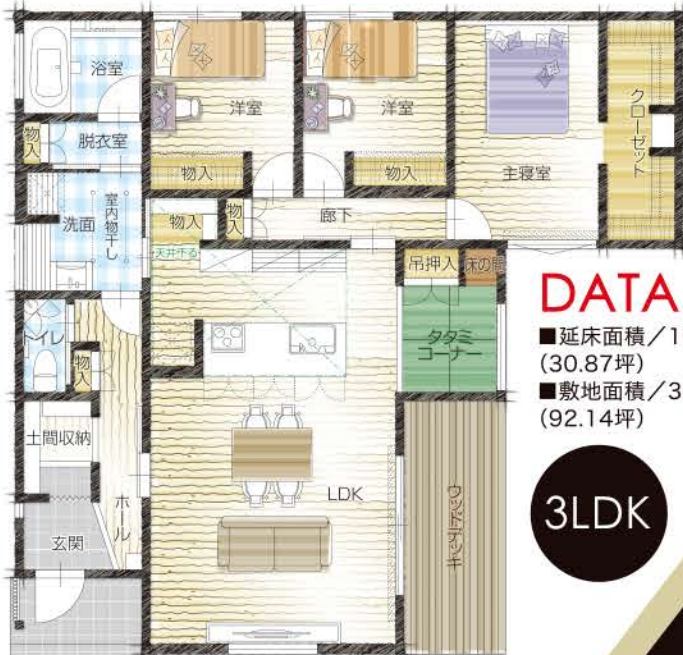 浴室
洋室
洋室
クローゼット
物入
脱衣室
物入
物入
主寝室
洗面
室内物干し
物入
物入
廊下
天井下る
吊押入
床の間
タタミ
コーナー
トイレ
物入
土間収納
LDK
ウッドデッキ
ホール
玄関
DATA
■延床面積／1
(30.87坪)
■敷地面積／3
(92.14坪)
3LDK